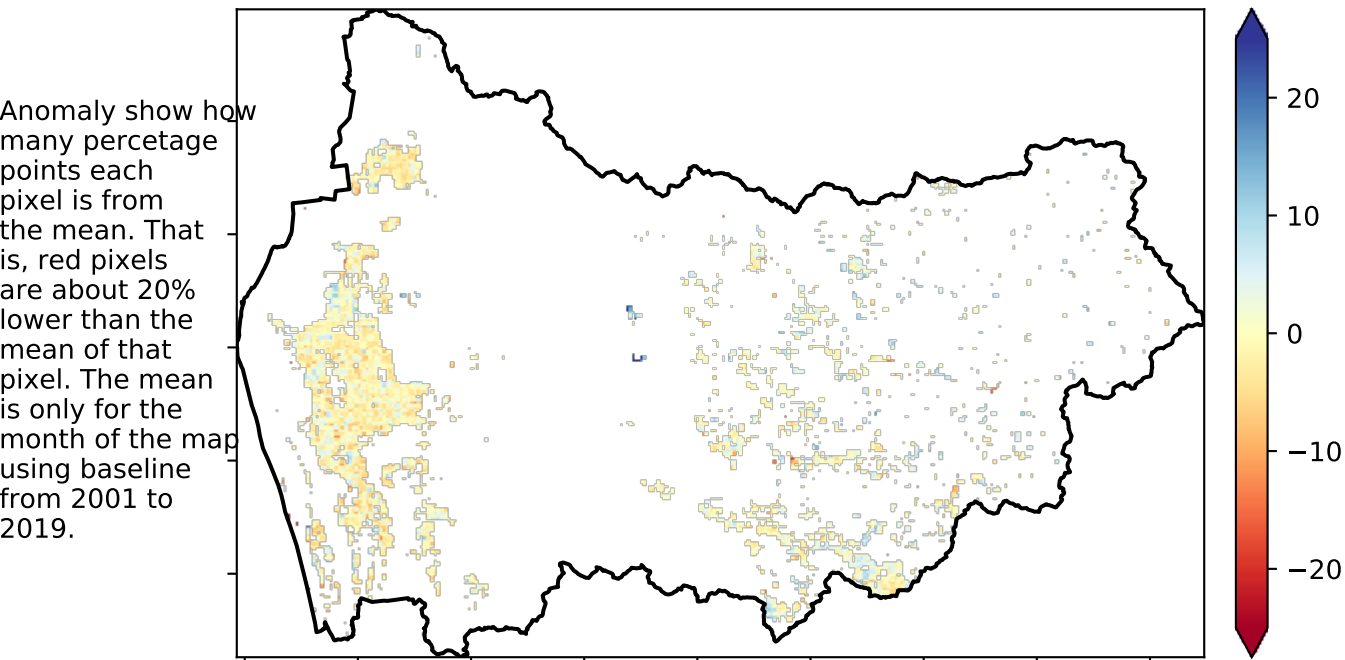 Anomaly show how
many percetage
points each
pixel is from
the mean. That
is, red pixels
are about 20%
lower than the
mean of that
pixel. The mean
is only for the
month of the map
using baseline
from 2001 to
2019.
20
10
0
−10
−20